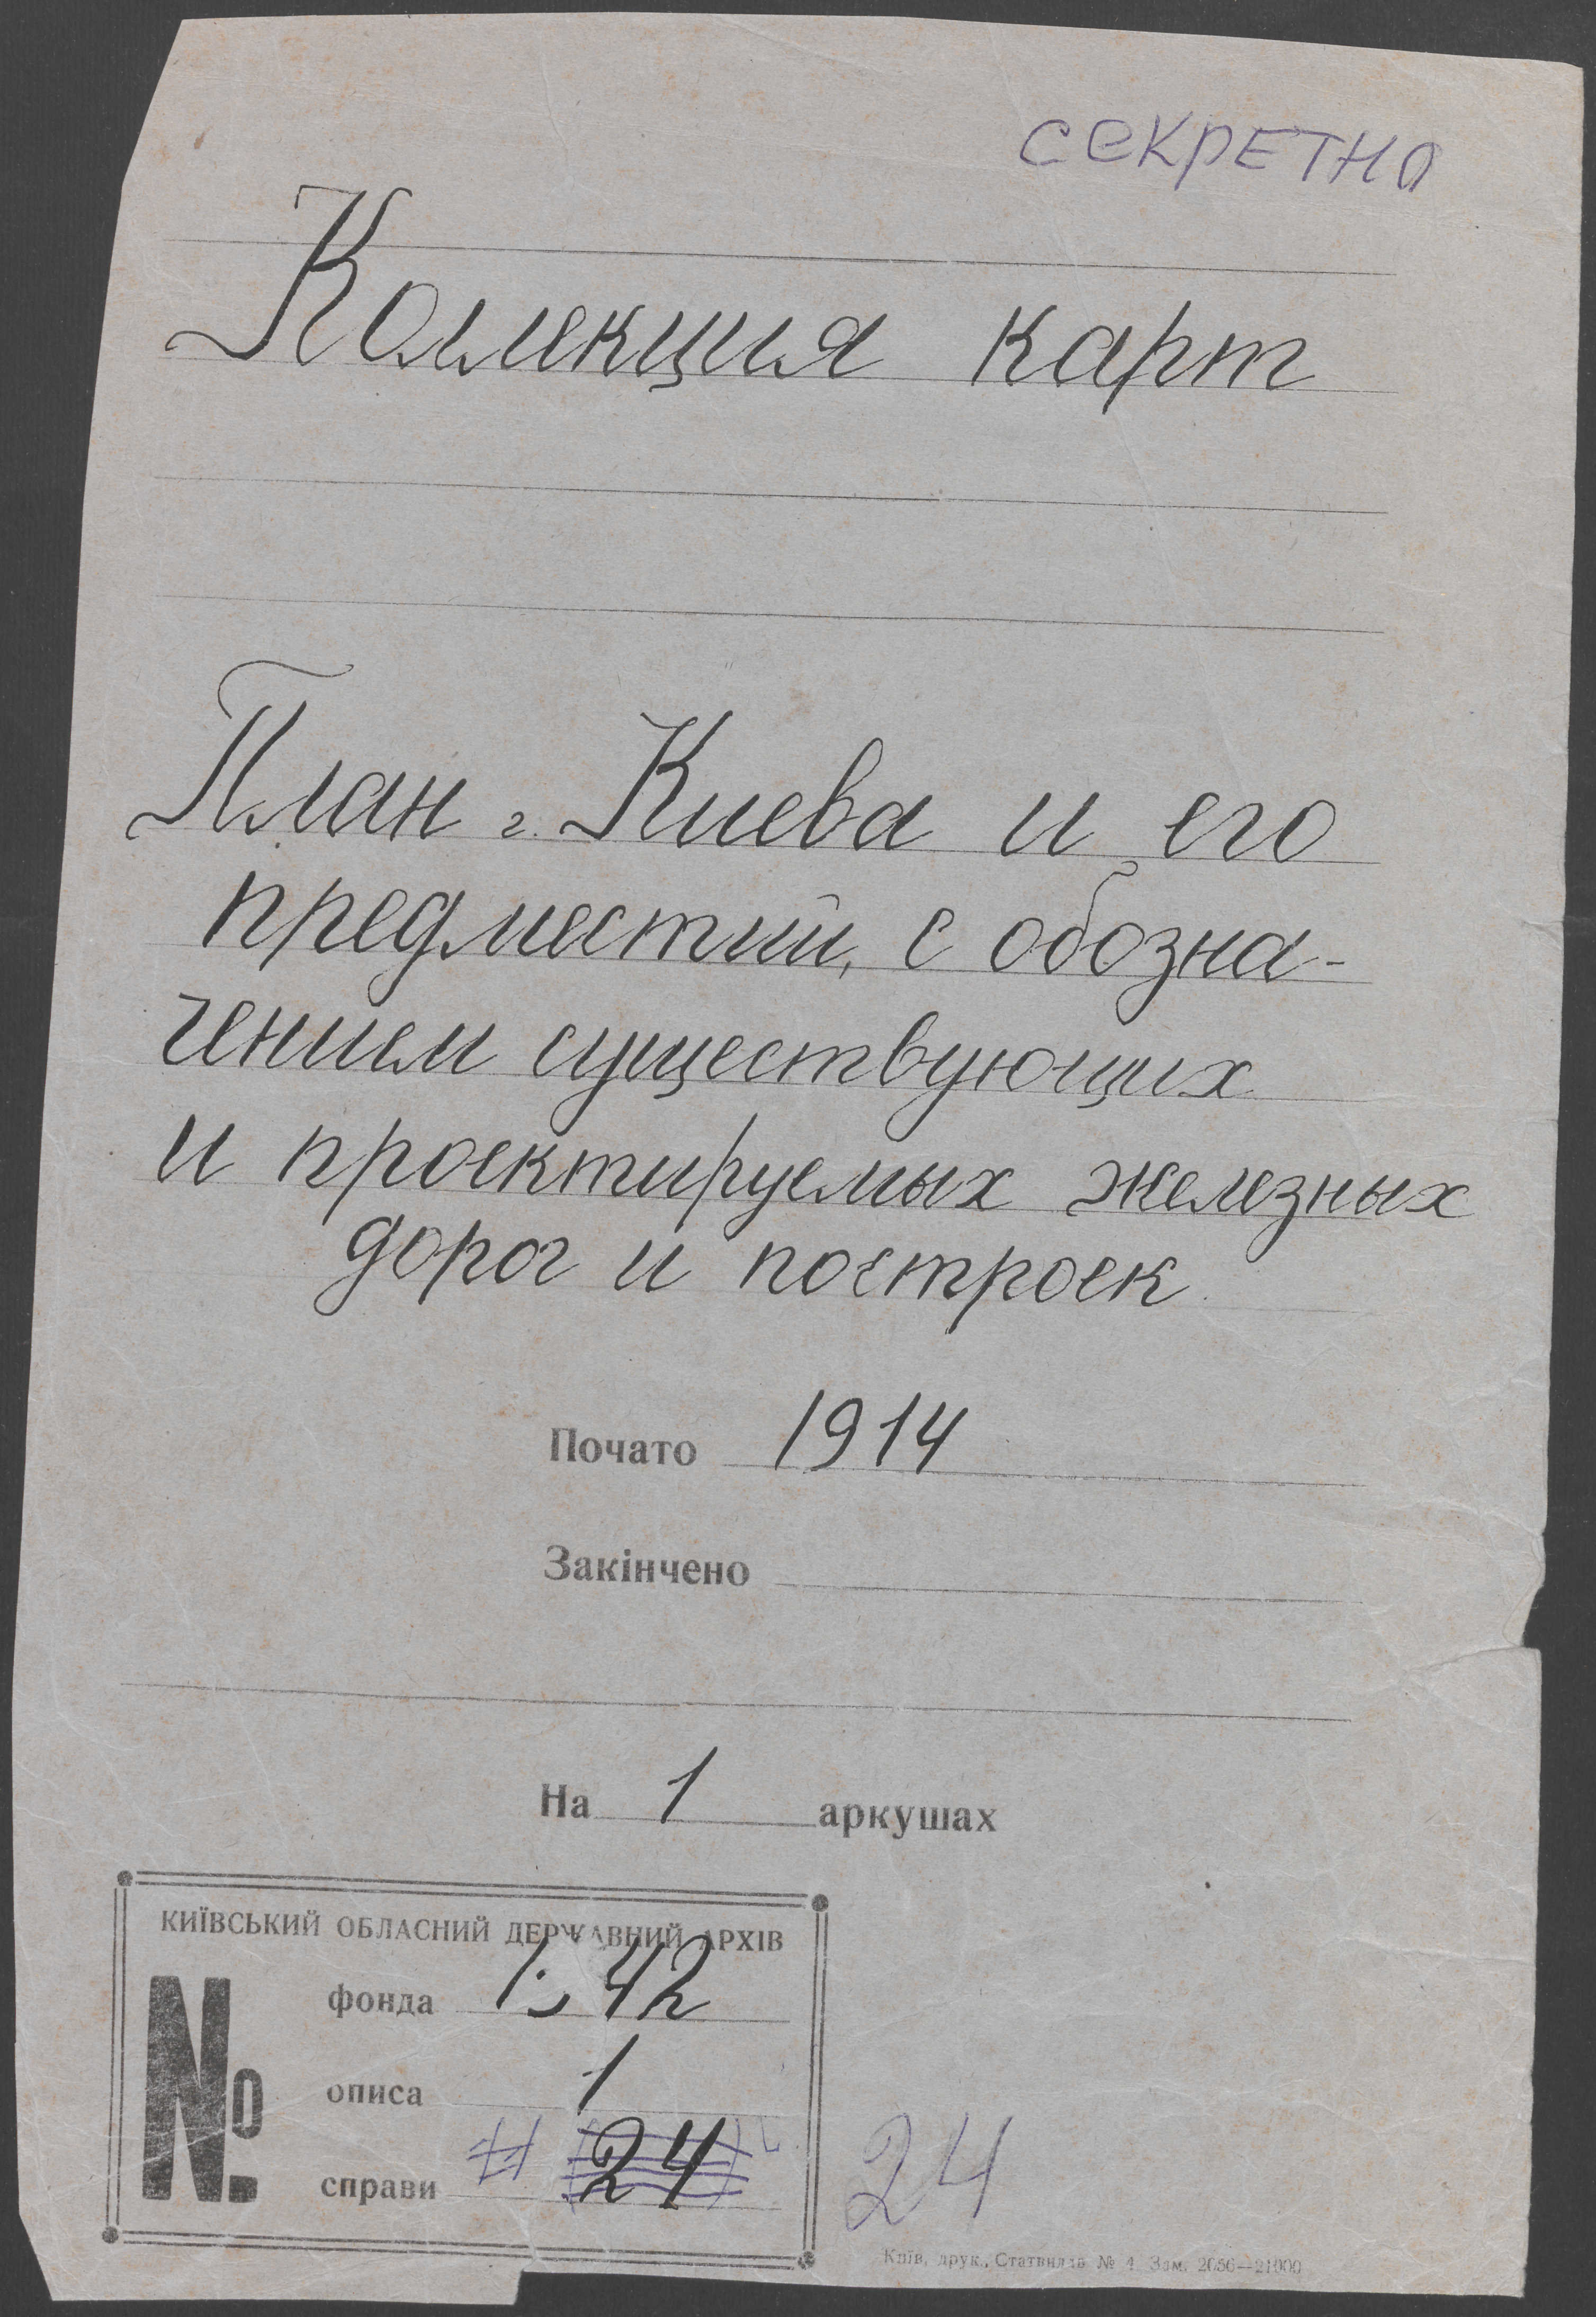 секретно
Коллекция карт
План г. Киева и его
предместий, с обозна-
чением существующих
и проектируемых железных
дорог и построек
Почато 1914
Закінчено
На 1 аркушах
КИЇВСЬКИЙ ОБЛАСНИЙ ДЕРЖАВНИЙ АРХІВ
№
фонда 1542
описа 1
справи 24
24
Київ, друк., Статвидав № 4. Зам. 2056—21000